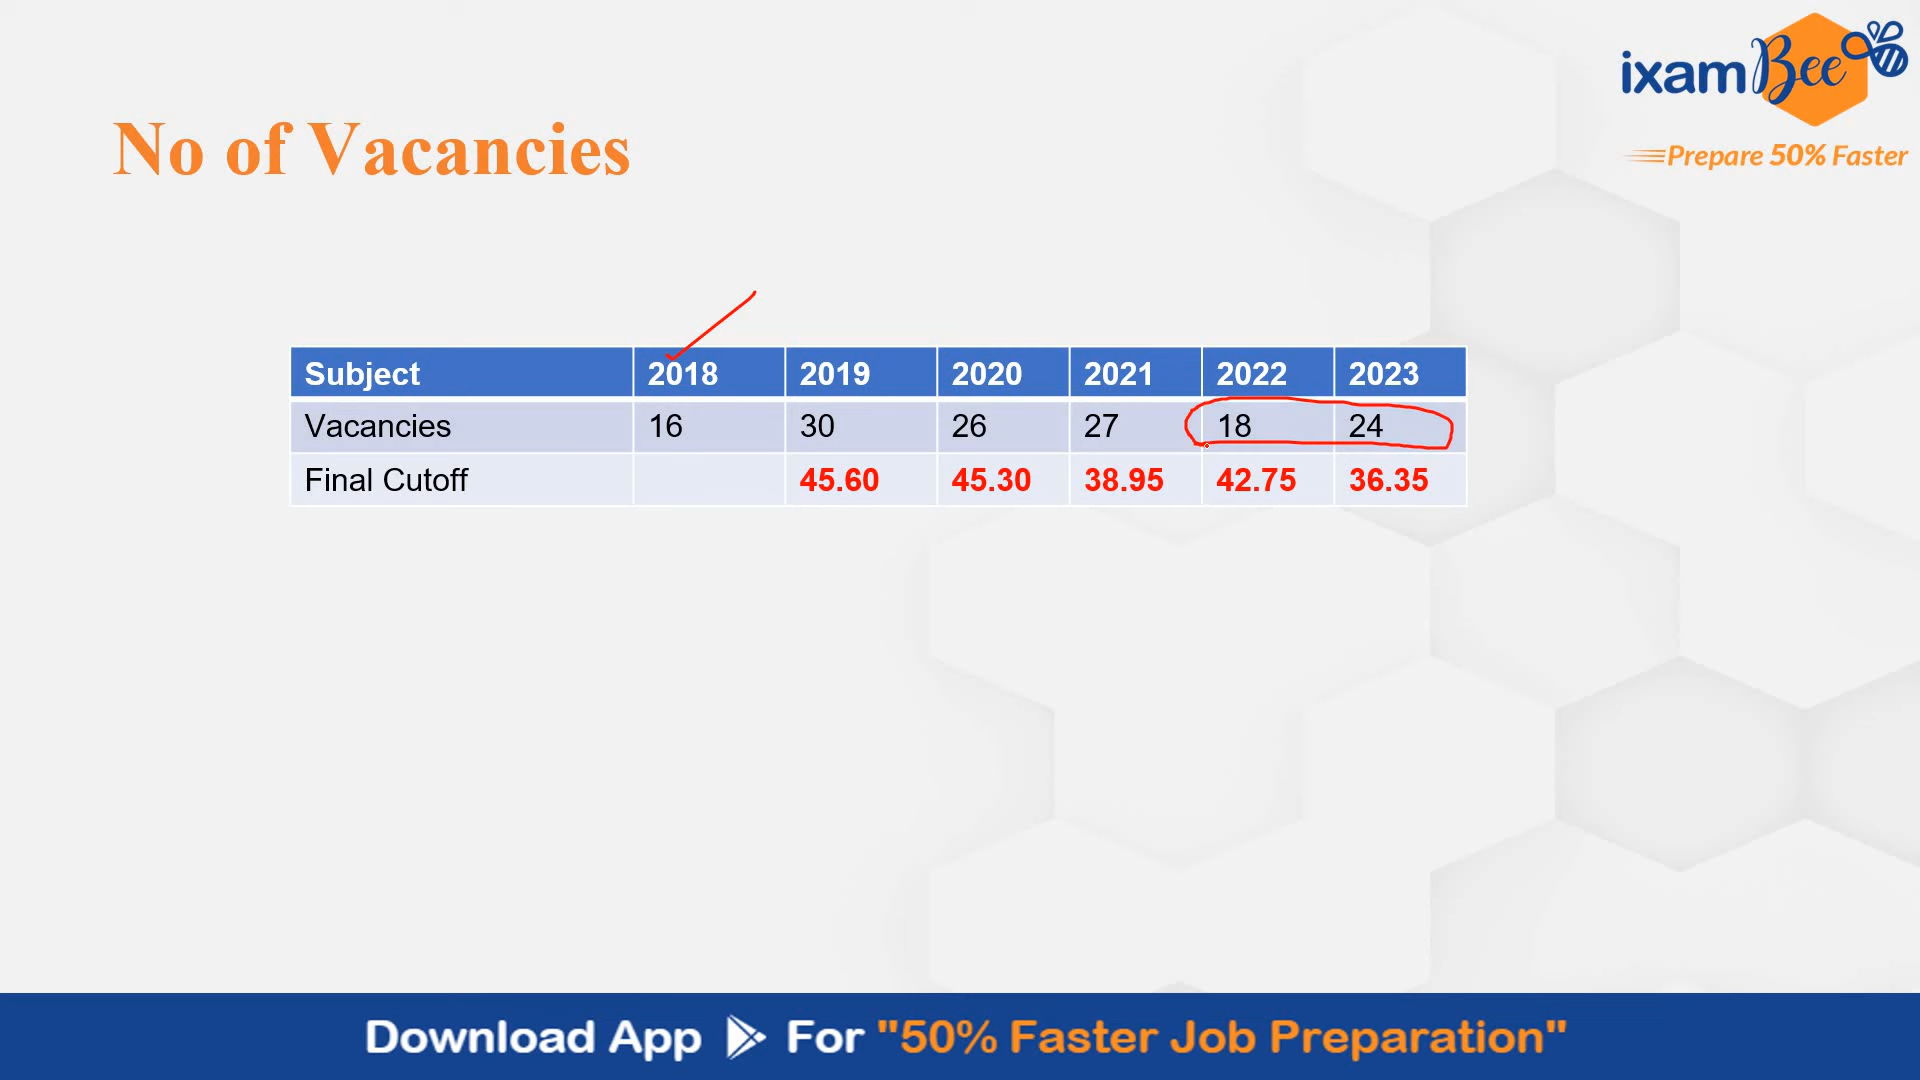 ixamBee
Prepare 50% Faster
No of Vacancies
Subject 2018 2019 2020 2021 2022 2023
Vacancies 16 30 26 27 18 24
Final Cutoff 45.60 45.30 38.95 42.75 36.35
Download App For "50% Faster Job Preparation"